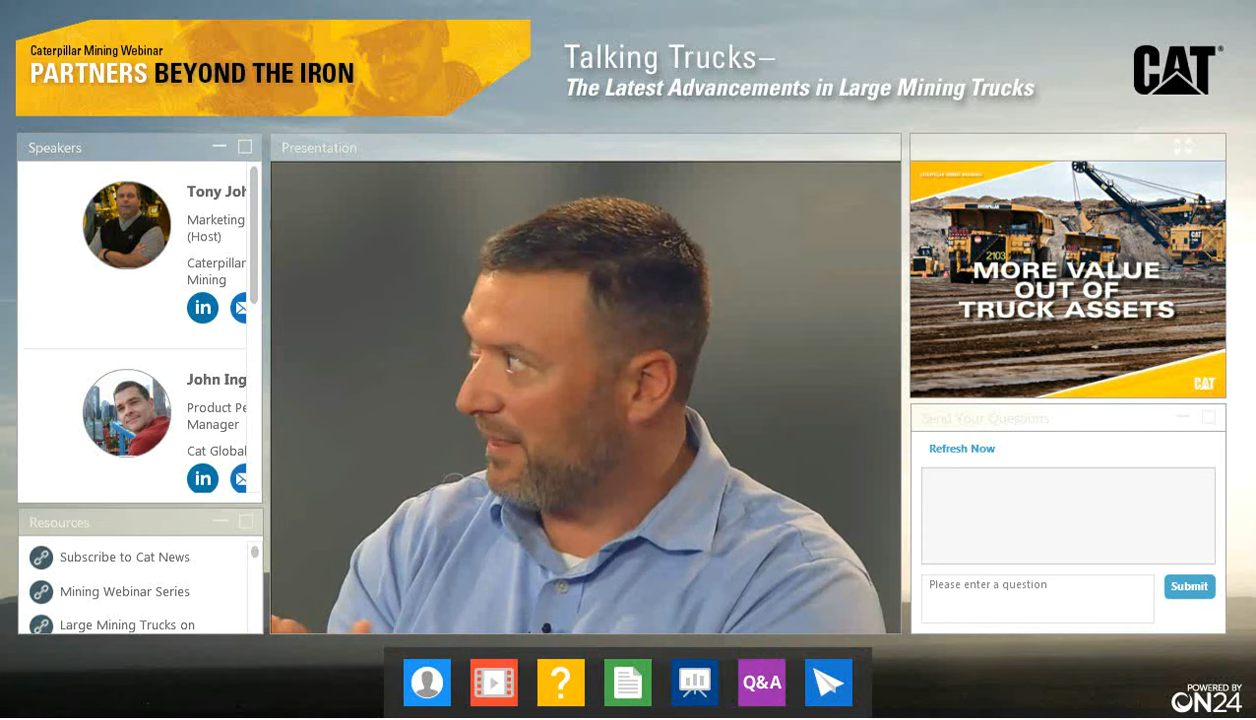 Caterpillar Mining Webinar
PARTNERS BEYOND THE IRON
Talking Trucks–
The Latest Advancements in Large Mining Trucks
CAT®
Speakers
Tony Joh
Marketing
(Host)
Caterpillar
Mining
in
John Ing
Product Pe
Manager
Cat Global
in
Resources
Subscribe to Cat News
Mining Webinar Series
Large Mining Trucks on
Presentation
CATERPILLAR
2103
CAT
MORE VALUE
OUT OF
TRUCK ASSETS
CAT
Send Your Questions
Refresh Now
Please enter a question
Submit
?
Q&A
POWERED BY
ON24